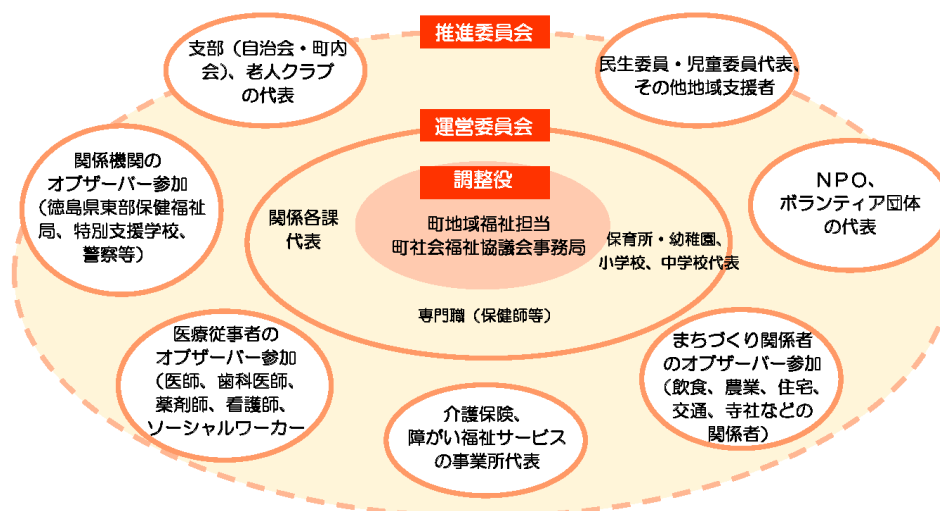 推進委員会
支部（自治会・町内
会）、老人クラブ
の代表
民生委員・児童委員代表、
その他地域支援者
運営委員会
関係機関の
オブザーバー参加
（徳島県東部保健福祉
局、特別支援学校、
警察等）
調整役
町地域福祉担当
町社会福祉協議会事務局
関係各課
代表
保育所・幼稚園、
小学校、中学校代表
専門職（保健師等）
ＮＰＯ、
ボランティア団体
の代表
医療従事者の
オブザーバー参加
（医師、歯科医師、
薬剤師、看護師、
ソーシャルワーカー
介護保険、
障がい福祉サービス
の事業所代表
まちづくり関係者
のオブザーバー参加
（飲食、農業、住宅、
交通、寺社などの
関係者）